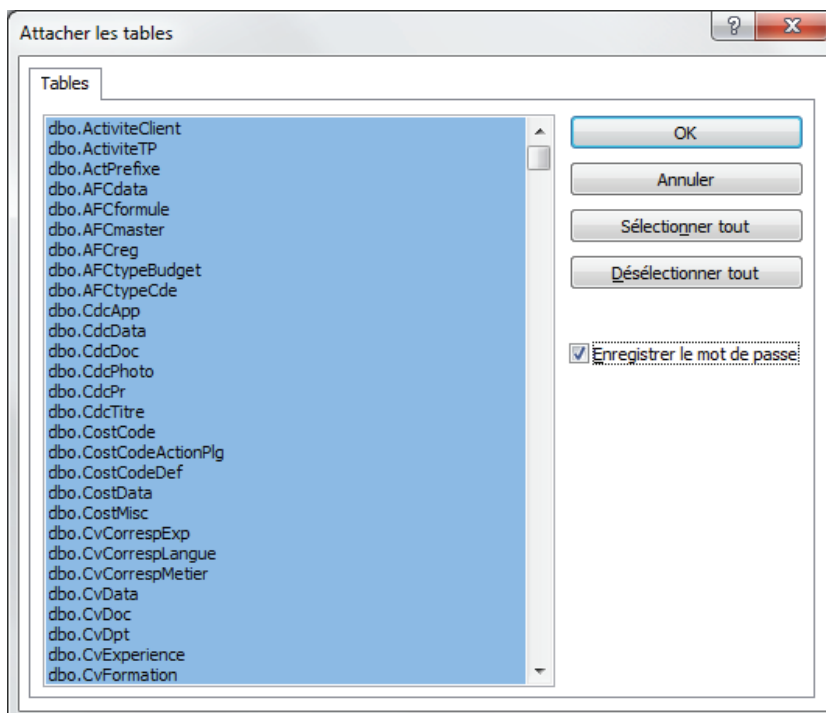 Attacher les tables
Tables
dbo.ActiviteClient
dbo.ActiviteTP
dbo.ActPrefixe
dbo.AFCdata
dbo.AFCformule
dbo.AFCmaster
dbo.AFCreg
dbo.AFCtypeBudget
dbo.AFCtypeCde
dbo.CdcApp
dbo.CdcData
dbo.CdcDoc
dbo.CdcPhoto
dbo.CdcPr
dbo.CdcTitre
dbo.CostCode
dbo.CostCodeActionPlg
dbo.CostCodeDef
dbo.CostData
dbo.CostMisc
dbo.CvCorrespExp
dbo.CvCorrespLangue
dbo.CvCorrespMetier
dbo.CvData
dbo.CvDoc
dbo.CvDpt
dbo.CvExperience
dbo.CvFormation
OK
Annuler
Sélectionner tout
Désélectionner tout
Enregistrer le mot de passe